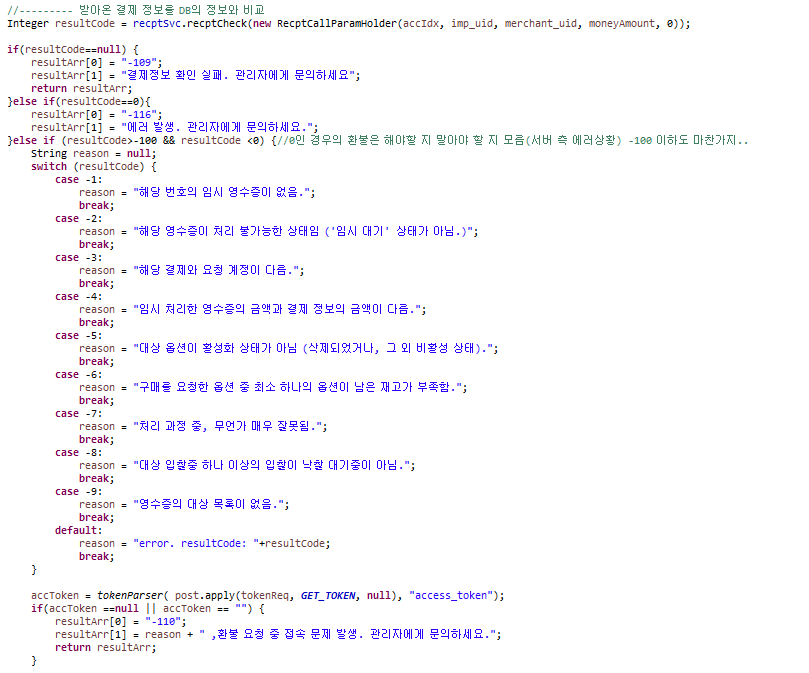 //--------- 받아온 결제 정보를 DB의 정보와 비교
Integer resultCode = recptSvc.recptCheck(new RecptCallParamHolder(accIdx, imp_uid, merchant_uid, moneyAmount, 0));
if(resultCode==null) {
resultArr[0] = "-109";
resultArr[1] = "결제정보 확인 실패. 관리자에게 문의하세요";
return resultArr;
}else if(resultCode==0){
resultArr[0] = "-116";
resultArr[1] = "에러 발생. 관리자에게 문의하세요.";
}else if (resultCode>-100 && resultCode <0) {//0인 경우의 환불은 해야할 지 말아야 할 지 모음(서버 측 에러상황) -100 이하도 마찬가지..
String reason = null;
switch (resultCode) {
case -1:
reason = "해당 번호의 임시 영수증이 없음.";
break;
case -2:
reason = "해당 영수증이 처리 불가능한 상태임 ('임시 대기' 상태가 아님.)";
break;
case -3:
reason = "해당 결제와 요청 계정이 다음.";
break;
case -4:
reason = "임시 처리한 영수증의 금액과 결제 정보의 금액이 다음.";
break;
case -5:
reason = "대상 옵션이 활성화 상태가 아님 (삭제되었거나, 그 외 비활성 상태).";
break;
case -6:
reason = "구매를 요청한 옵션 중 최소 하나의 옵션이 남은 재고가 부족함.";
break;
case -7:
reason = "처리 과정 중, 무언가 매우 잘못됨.";
break;
case -8:
reason = "대상 입찰중 하나 이상의 입찰이 낙찰 대기중이 아님.";
break;
case -9:
reason = "영수증의 대상 목록이 없음.";
break;
default:
reason = "error. resultCode: "+resultCode;
break;
}
accToken = tokenParser( post.apply(tokenReq, GET_TOKEN, null), "access_token");
if(accToken ==null || accToken == "") {
resultArr[0] = "-110";
resultArr[1] = reason + " ,환불 요청 중 접속 문제 발생. 관리자에게 문의하세요.";
return resultArr;
}